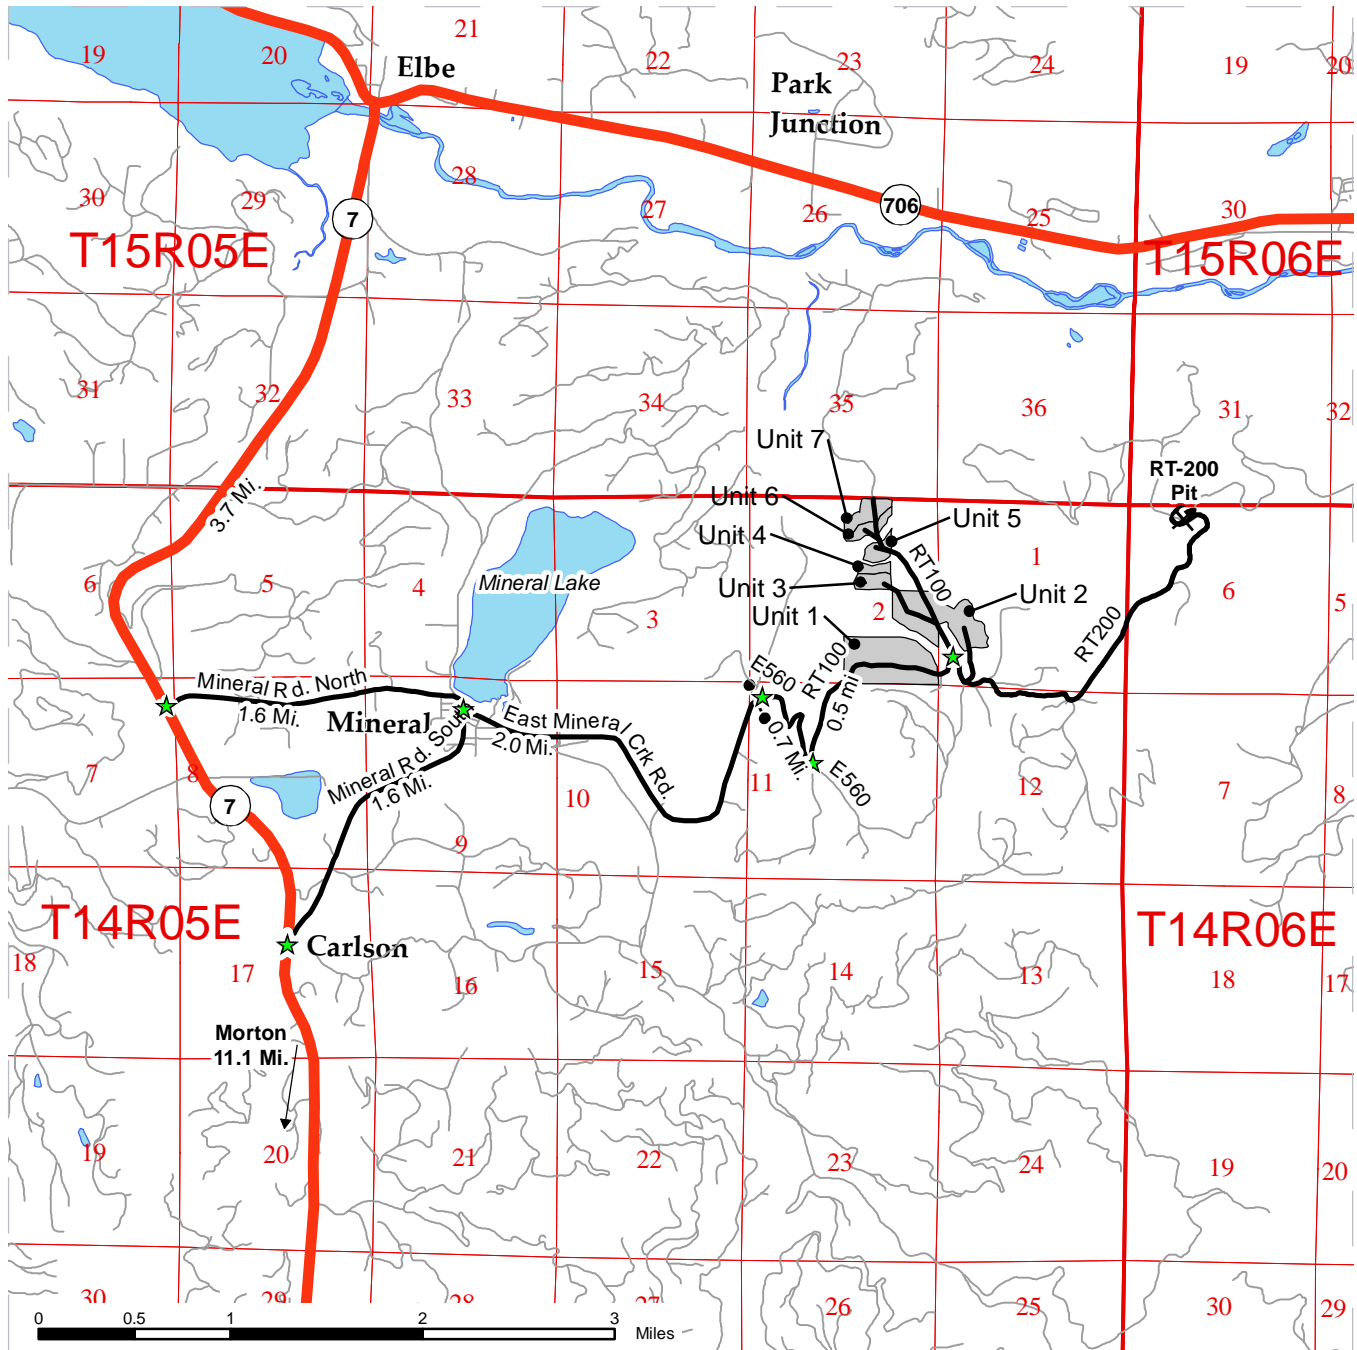 21
19
20
22
23
24
19
20
Elbe
Park
Junction
30
29
28
27
26
706
25
30
7
T15R05E
T15R06E
31
32
33
34
35
36
31
32
Unit 7
RT-200
Pit
3.7 Mi.
Unit 6
Unit 5
Unit 4
RT100
6
5
4
Mineral Lake
3
Unit 3
2
Unit 2
1
6
5
Unit 1
RT200
Mineral Rd. North
1.6 Mi.
E560
RT100
0.5 mi
Mineral
Mineral Rd. South
1.6 Mi.
East Mineral Crk Rd.
2.0 Mi.
0.7 Mi.
E560
7
8
7
9
10
11
12
7
8
T14R05E
T14R06E
Carlson
18
17
16
15
14
13
18
17
Morton
11.1 Mi.
19
20
21
22
23
24
19
20
30
29
28
27
26
25
30
29
0
0.5
1
2
3
Miles